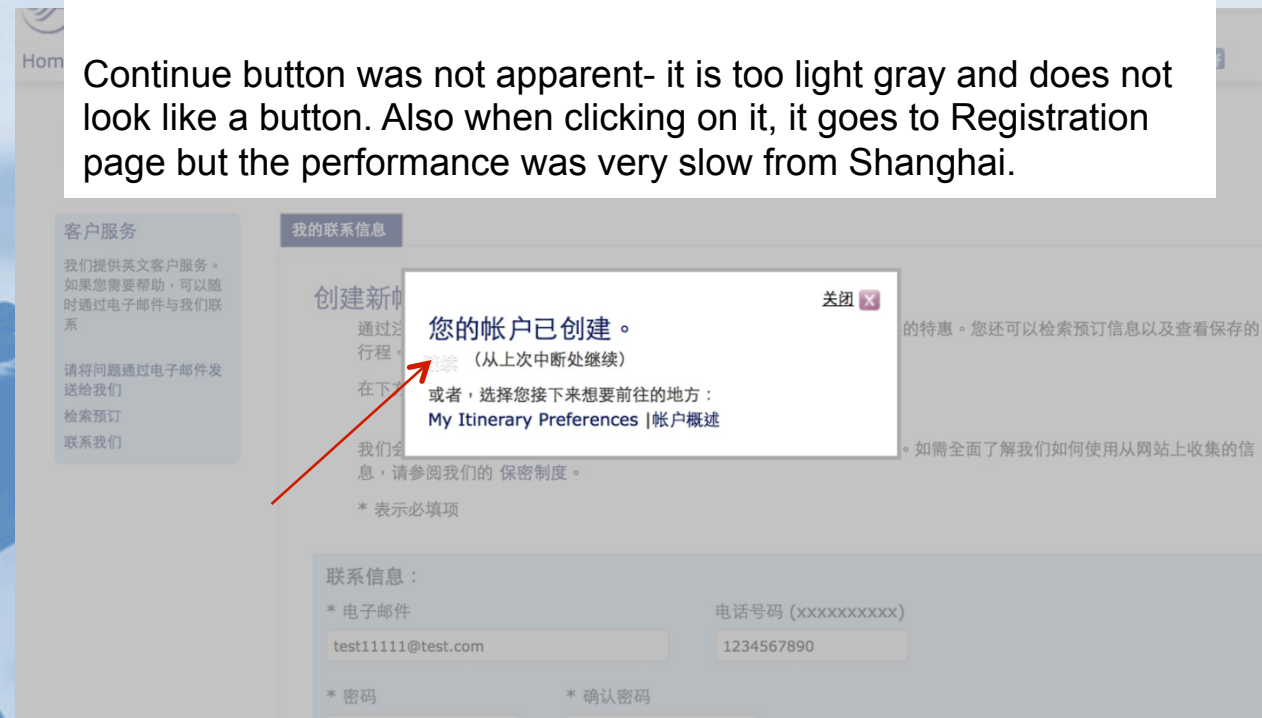 Hom
Continue button was not apparent- it is too light gray and does not
look like a button. Also when clicking on it, it goes to Registration
page but the performance was very slow from Shanghai.
客户服务
我们提供英文客户服务。
如果您需要帮助，可以随
时通过电子邮件与我们联
系
请将问题通过电子邮件发
送给我们
检索预订
联系我们
我的联系信息
创建新帐
通过注
的特惠。您还可以检索预订信息以及查看保存的
行程。
在下方
关闭 X
您的帐户已创建。
继续 （从上次中断处继续）
或者，选择您接下来想要前往的地方：
My Itinerary Preferences |帐户概述
我们会
。如需全面了解我们如何使用从网站上收集的信
息，请参阅我们的 保密制度。
* 表示必填项
联系信息：
* 电子邮件
电话号码 (xxxxxxxxxx)
test11111@test.com
1234567890
* 密码
* 确认密码